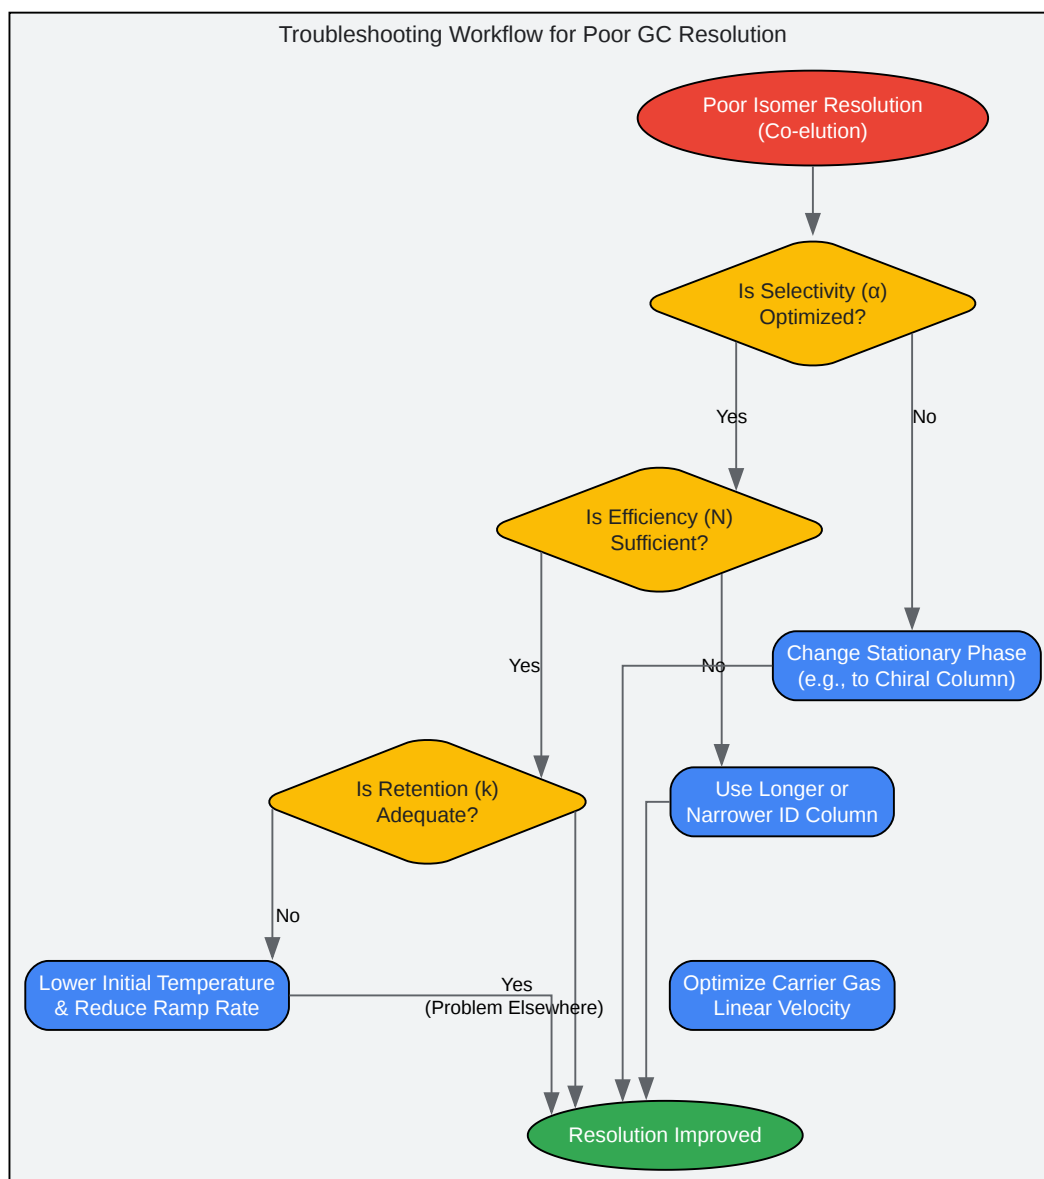 Troubleshooting Workflow for Poor GC Resolution
Poor Isomer Resolution
(Co-elution)
Is Selectivity (α)
Optimized?
Yes
No
Is Efficiency (N)
Sufficient?
Yes
No
Change Stationary Phase
(e.g., to Chiral Column)
Is Retention (k)
Adequate?
Use Longer or
Narrower ID Column
No
Lower Initial Temperature
& Reduce Ramp Rate
Yes
(Problem Elsewhere)
Optimize Carrier Gas
Linear Velocity
Resolution Improved